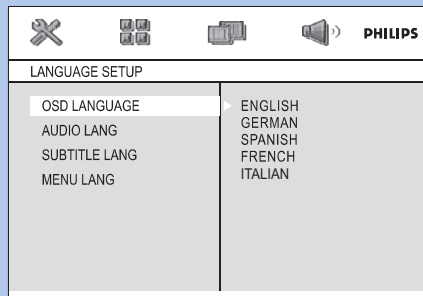 PHILIPS
LANGUAGE SETUP
OSD LANGUAGE
AUDIO LANG
SUBTITLE LANG
MENU LANG
ENGLISH
GERMAN
SPANISH
FRENCH
ITALIAN